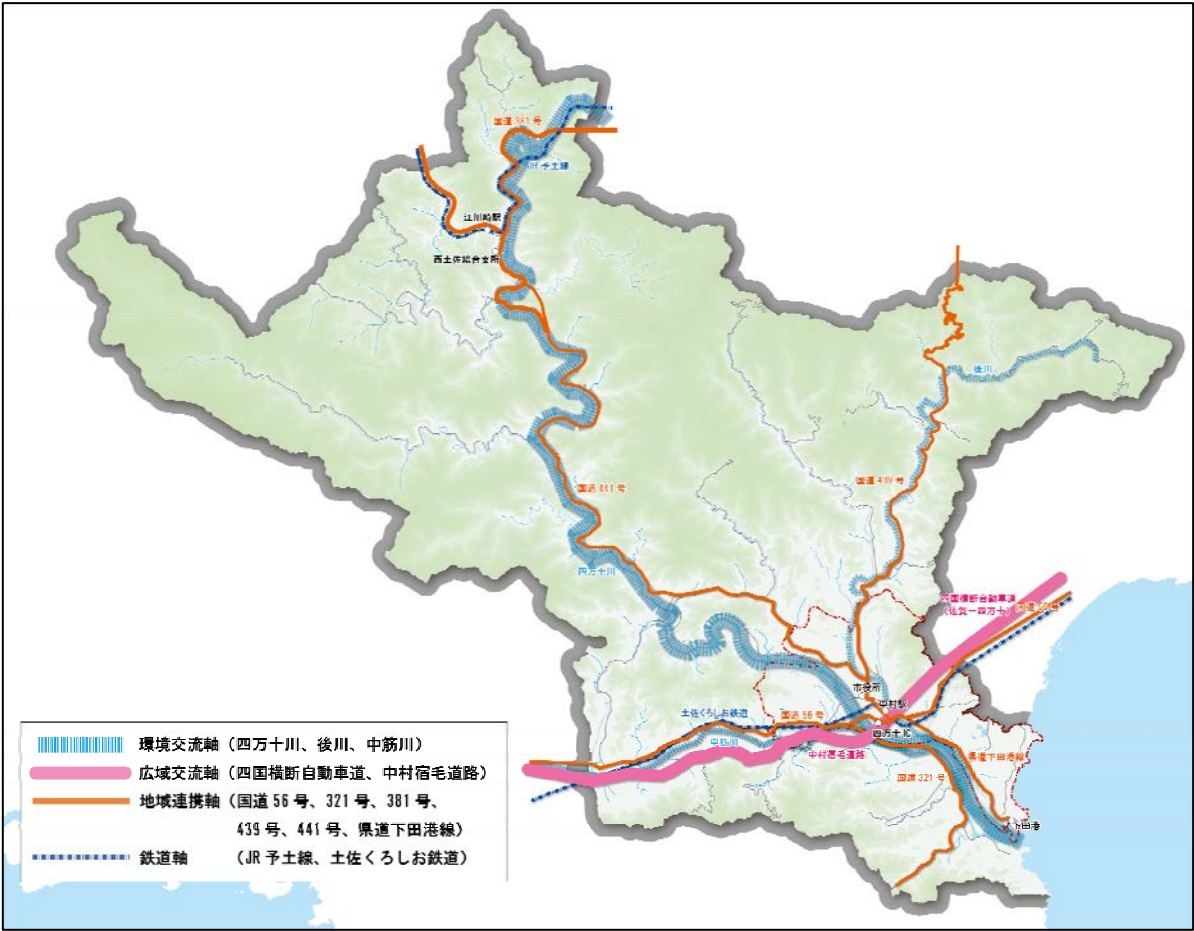 国道381号
JR予土線
江川崎駅
西土佐総合支所
後川
国道439号
国道441号
四万十川
四国横断自動車道
(佐賀~四万十)
国道56号
市役所
中村駅
土佐くろしお鉄道
国道56号
四万十IC
中筋川
中村宿毛道路
県道下田港線
国道321号
下田港
環境交流軸(四万十川、後川、中筋川)
広域交流軸(四国横断自動車道、中村宿毛道路)
地域連携軸(国道56号、321号、381号、
439号、441号、県道下田港線)
鉄道軸 (JR予土線、土佐くろしお鉄道)